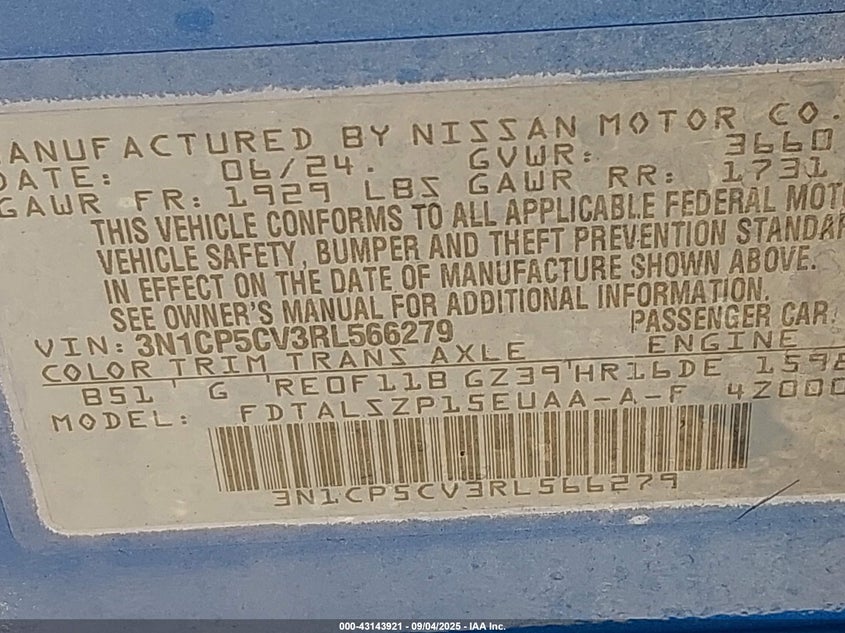 MANUFACTURED BY NISSAN MOTOR CO.
DATE: 06/24. GVWR: 3660
GAWR FR: 1929 LBS GAWR RR: 1731
THIS VEHICLE CONFORMS TO ALL APPLICABLE FEDERAL MOTO
VEHICLE SAFETY, BUMPER AND THEFT PREVENTION STANDAR
IN EFFECT ON THE DATE OF MANUFACTURE SHOWN ABOVE.
SEE OWNER'S MANUAL FOR ADDITIONAL INFORMATION.
VIN: 3N1CP5CV3RL566279 PASSENGER CAR
COLOR TRIM TRANS AXLE ENGINE
B51 G RE0F11B GZ39 HR16DE 1598
MODEL: FDTALSZP15EUAA-A-F 4Z000
3N1CP5CV3RL566279
000-43143921 - 09/04/2025 - IAA Inc.